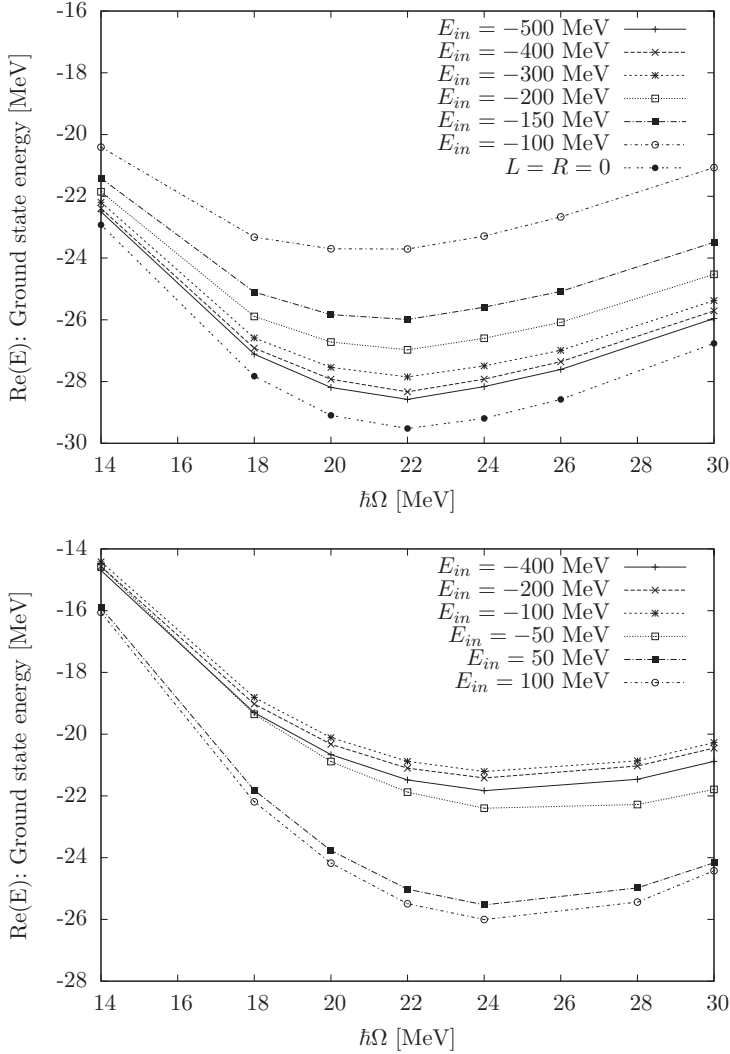 -16
-18
-20
-22
-24
-26
-28
-30
Re(E): Ground state energy [MeV]
E_in = −500 MeV
E_in = −400 MeV
E_in = −300 MeV
E_in = −200 MeV
E_in = −150 MeV
E_in = −100 MeV
L = R = 0
14 16 18 20 22 24 26 28 30
ℏΩ [MeV]
-14
-16
-18
-20
-22
-24
-26
-28
Re(E): Ground state energy [MeV]
E_in = −400 MeV
E_in = −200 MeV
E_in = −100 MeV
E_in = −50 MeV
E_in = 50 MeV
E_in = 100 MeV
14 16 18 20 22 24 26 28 30
ℏΩ [MeV]